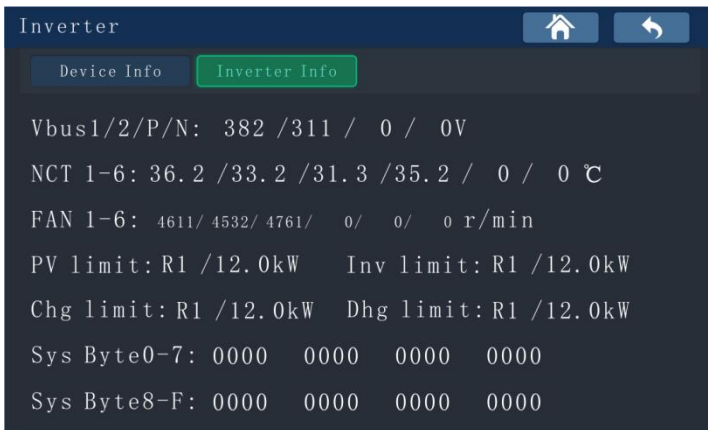 Inverter
Device Info Inverter Info
Vbus1/2/P/N: 382 /311 / 0 / 0V
NCT 1-6: 36.2 /33.2 /31.3 /35.2 / 0 / 0 ℃
FAN 1-6: 4611/ 4532/ 4761/ 0/ 0/ 0 r/min
PV limit: R1 /12.0kW Inv limit: R1 /12.0kW
Chg limit: R1 /12.0kW Dhg limit: R1 /12.0kW
Sys Byte0-7: 0000 0000 0000 0000
Sys Byte8-F: 0000 0000 0000 0000